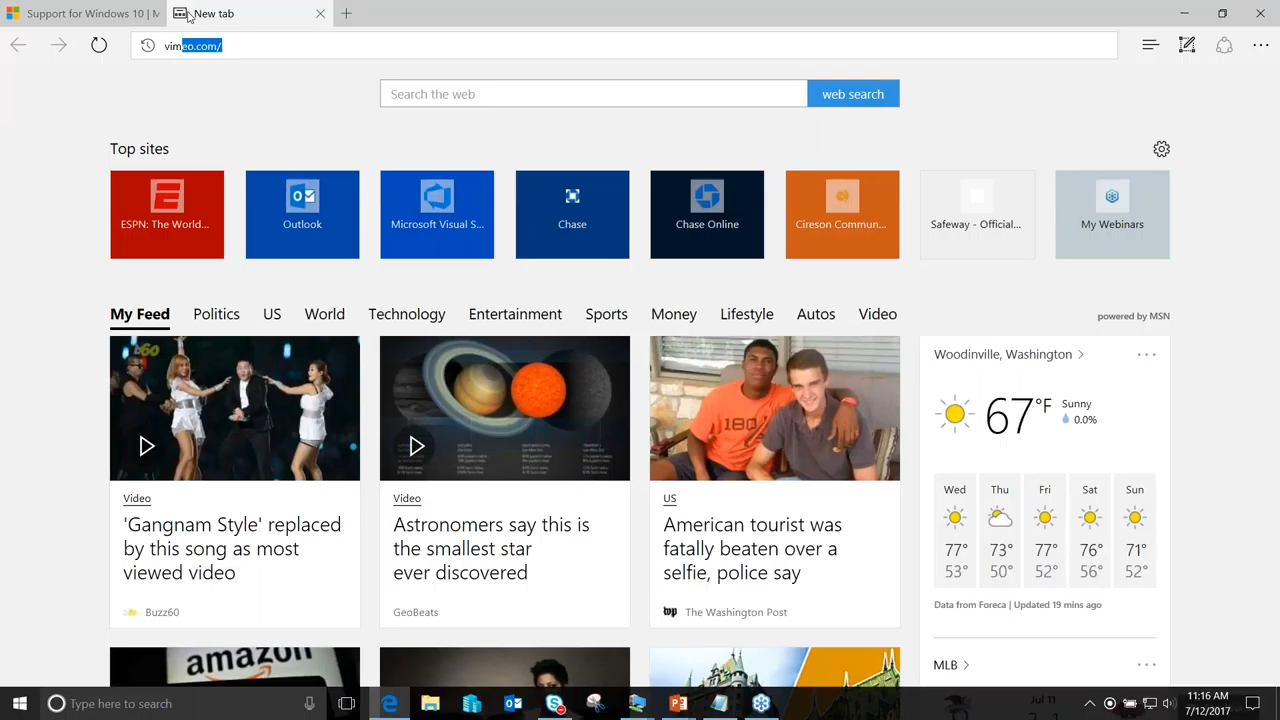 Support for Windows 10 | M
New tab
vimeo.com/
Search the web
web search
Top sites
ESPN: The World...
Outlook
Microsoft Visual S...
Chase
Chase Online
Cireson Commun...
Safeway - Official...
My Webinars
My Feed
Politics
US
World
Technology
Entertainment
Sports
Money
Lifestyle
Autos
Video
powered by MSN
Video
'Gangnam Style' replaced
by this song as most
viewed video
Buzz60
Video
Astronomers say this is
the smallest star
ever discovered
GeoBeats
180
US
American tourist was
fatally beaten over a
selfie, police say
wp
The Washington Post
Woodinville, Washington
67°F
Sunny
0.0%
Wed Thu Fri Sat Sun
77° 73° 77° 76° 71°
53° 50° 52° 56° 52°
Data from Foreca | Updated 19 mins ago
MLB
Jul 11
amazon
Type here to search
11:16 AM
7/12/2017